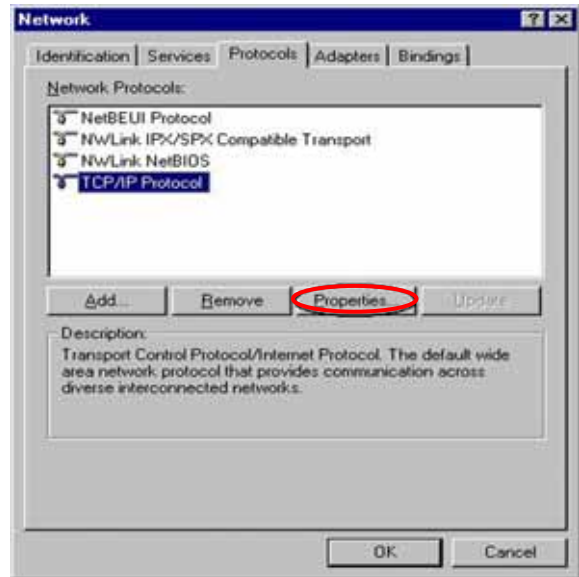 Network
Identification Services Protocols Adapters Bindings
Network Protocols:
NetBEUI Protocol
NWLink IPX/SPX Compatible Transport
NWLink NetBIOS
TCP/IP Protocol
Add... Remove Properties... Update
Description:
Transport Control Protocol/Internet Protocol. The default wide
area network protocol that provides communication across
diverse interconnected networks.
OK Cancel